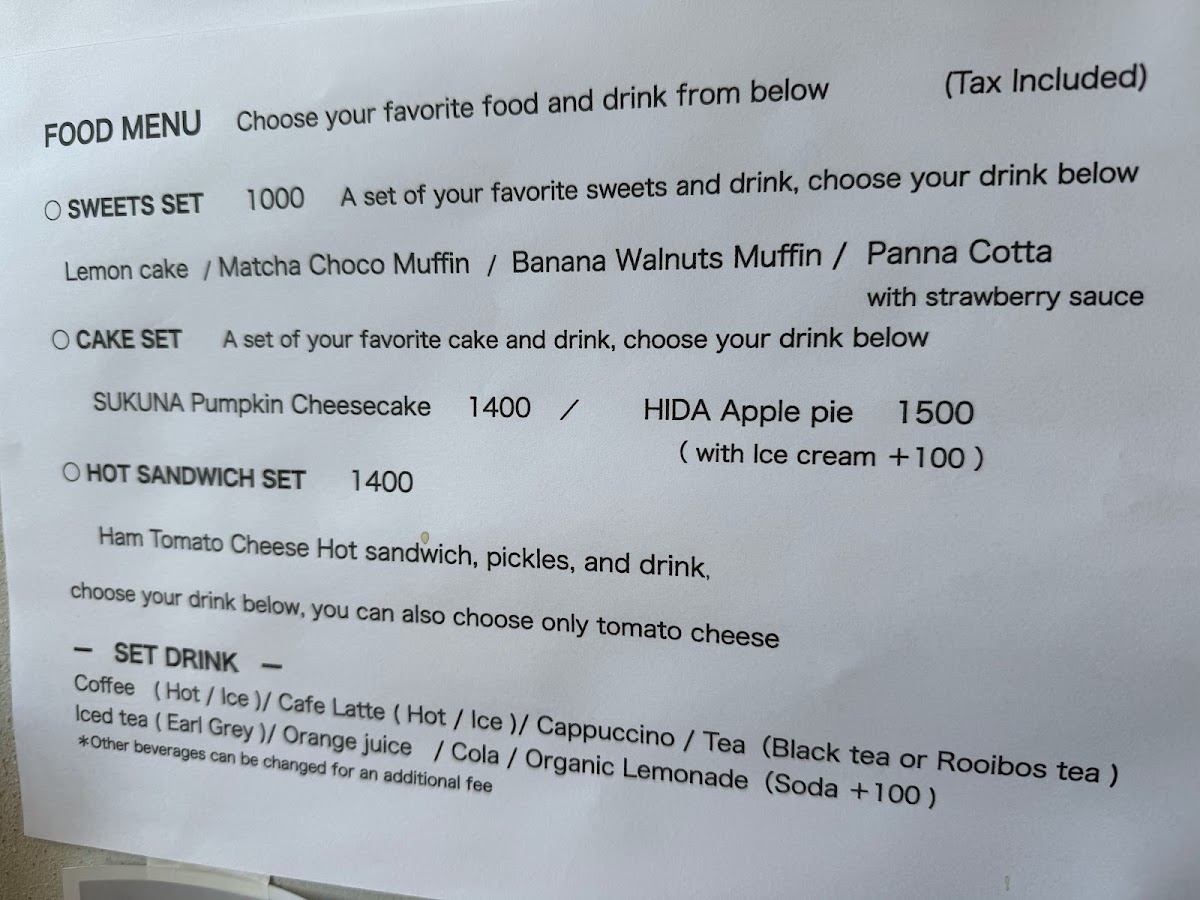 FOOD MENU Choose your favorite food and drink from below (Tax Included)
○ SWEETS SET 1000 A set of your favorite sweets and drink, choose your drink below
Lemon cake / Matcha Choco Muffin / Banana Walnuts Muffin / Panna Cotta
with strawberry sauce
○ CAKE SET A set of your favorite cake and drink, choose your drink below
SUKUNA Pumpkin Cheesecake 1400 / HIDA Apple pie 1500
( with Ice cream +100 )
○ HOT SANDWICH SET 1400
Ham Tomato Cheese Hot sandwich, pickles, and drink,
choose your drink below, you can also choose only tomato cheese
— SET DRINK —
Coffee ( Hot / Ice )/ Cafe Latte ( Hot / Ice )/ Cappuccino / Tea (Black tea or Rooibos tea )
Iced tea ( Earl Grey )/ Orange juice / Cola / Organic Lemonade (Soda +100 )
*Other beverages can be changed for an additional fee